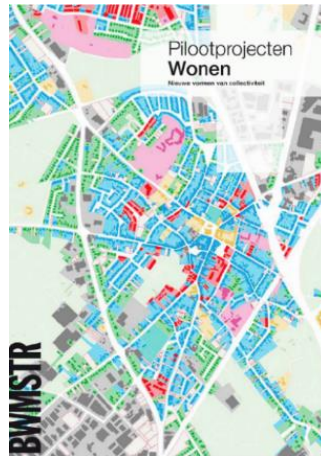 Pilootprojecten
Wonen
Nieuwe vormen van collectiviteit
BWMSTR